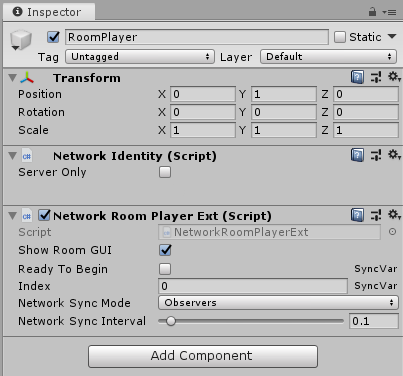 Inspector
RoomPlayer Static
Tag Untagged Layer Default
Transform
Position X 0 Y 1 Z 0
Rotation X 0 Y 0 Z 0
Scale X 1 Y 1 Z 1
c# Network Identity (Script)
Server Only
c# Network Room Player Ext (Script)
Script NetworkRoomPlayerExt
Show Room GUI
Ready To Begin SyncVar
Index 0 SyncVar
Network Sync Mode Observers
Network Sync Interval 0.1
Add Component